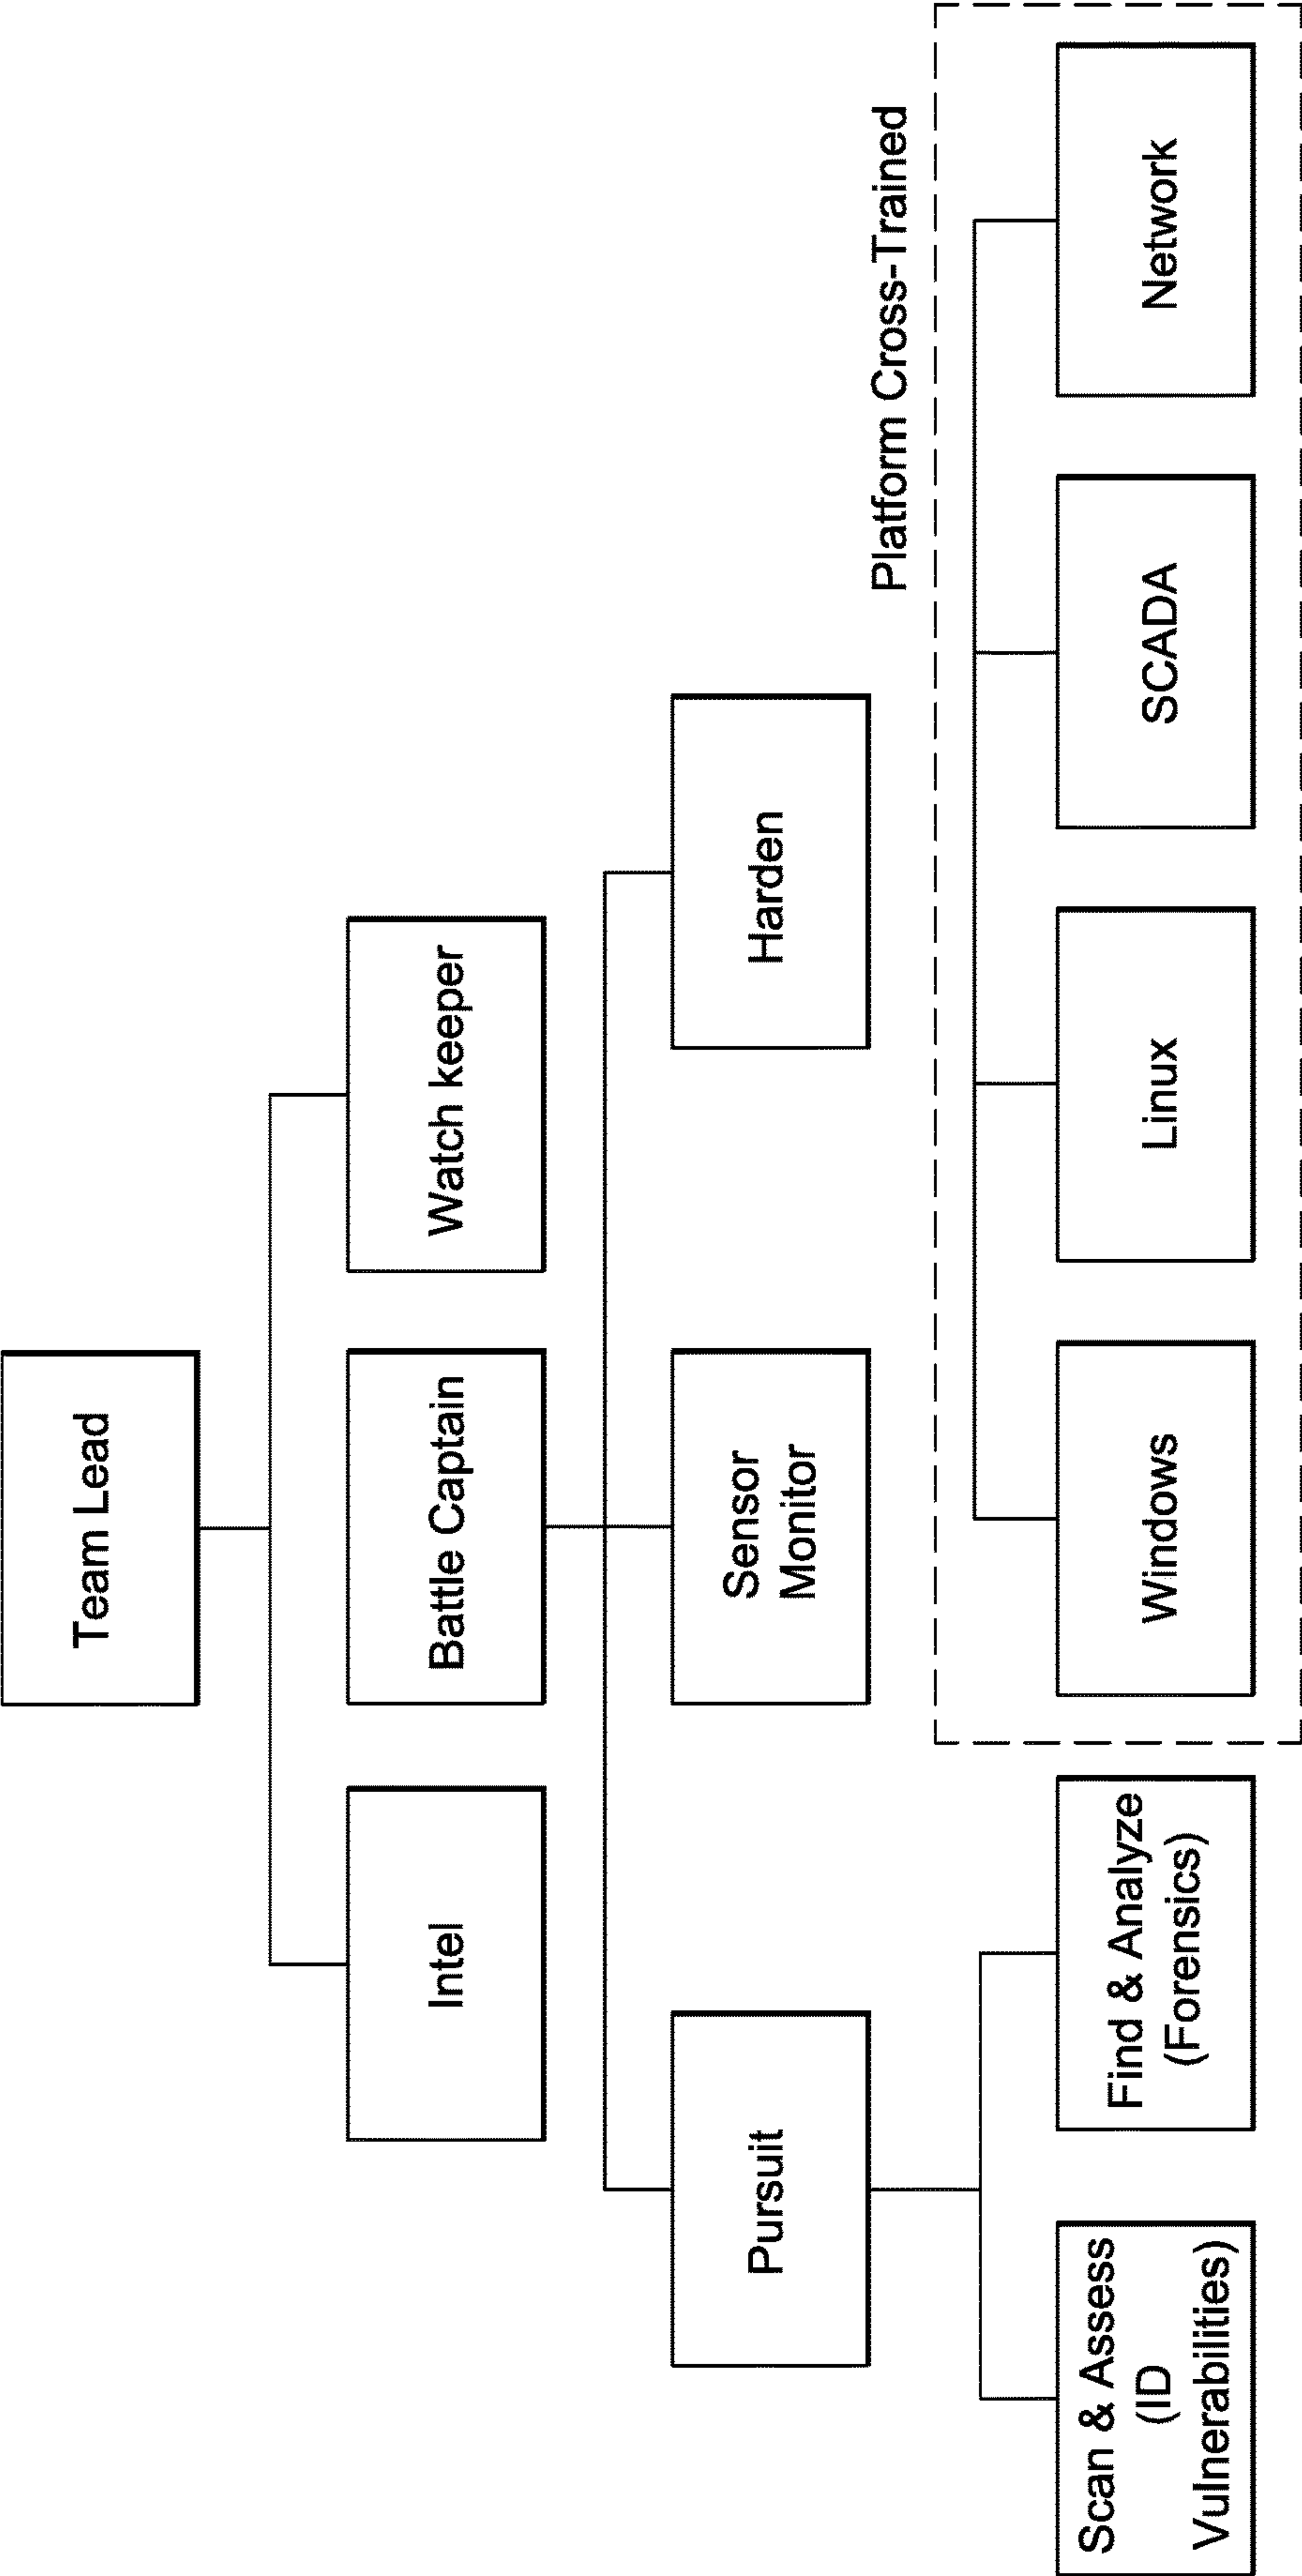 Team Lead
Intel
Battle Captain
Watch keeper
Pursuit
Sensor
Monitor
Harden
Platform Cross-Trained
Scan & Assess
(ID
Vulnerabilities)
Find & Analyze
(Forensics)
Windows
Linux
SCADA
Network